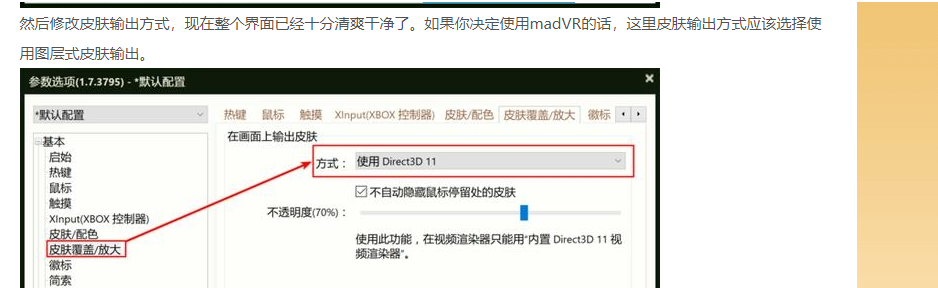 然后修改皮肤输出方式，现在整个界面已经十分清爽干净了。如果你决定使用madVR的话，这里皮肤输出方式应该选择使
用图层式皮肤输出。
参数选项(1.7.3795) - *默认配置
*默认配置
热键 鼠标 触摸 XInput(XBOX 控制器) 皮肤/配色 皮肤覆盖/放大 徽标
基本
启始
热键
鼠标
触摸
XInput(XBOX 控制器)
皮肤/配色
皮肤覆盖/放大
徽标
简索
在画面上输出皮肤
方式： 使用 Direct3D 11
不自动隐藏鼠标停留处的皮肤
不透明度(70%)：
使用此功能，在视频渲染器只能用“内置 Direct3D 11 视
频渲染器”。